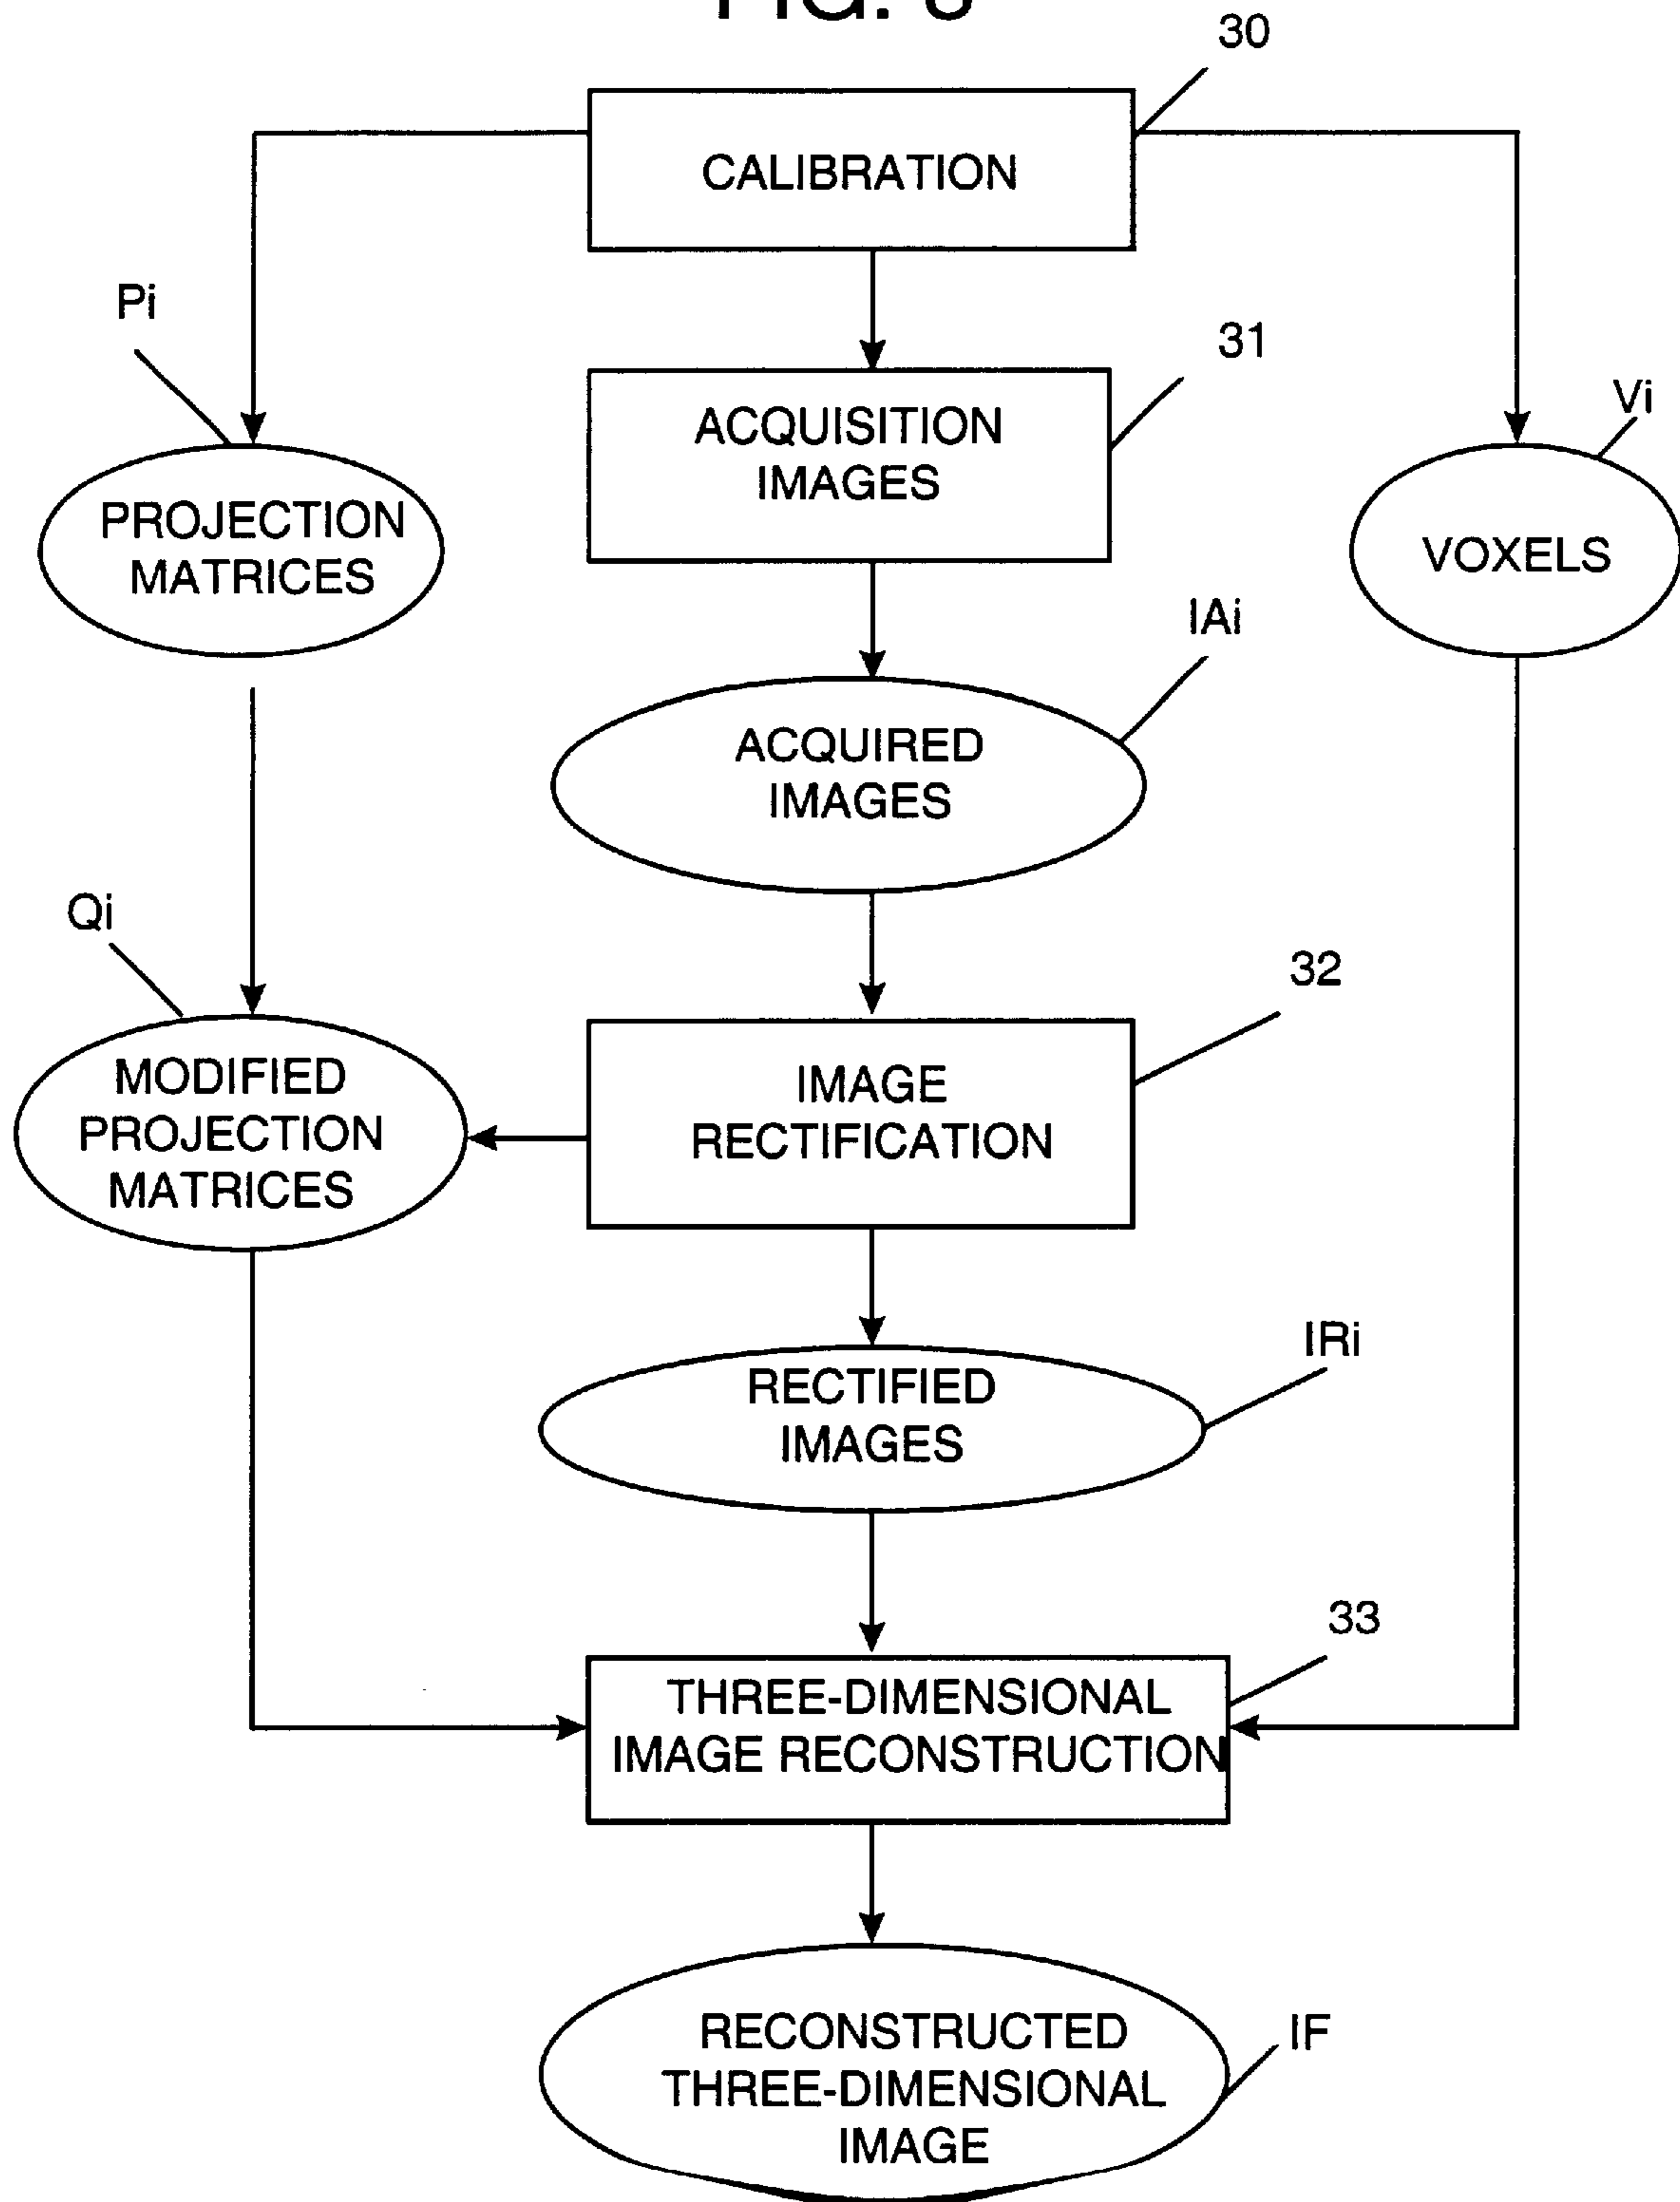 30
CALIBRATION
Pi
31
ACQUISITION
IMAGES
Vi
PROJECTION
MATRICES
VOXELS
IAi
ACQUIRED
IMAGES
Qi
32
MODIFIED
PROJECTION
MATRICES
IMAGE
RECTIFICATION
IRi
RECTIFIED
IMAGES
33
THREE-DIMENSIONAL
IMAGE RECONSTRUCTION
RECONSTRUCTED
THREE-DIMENSIONAL
IMAGE
IF